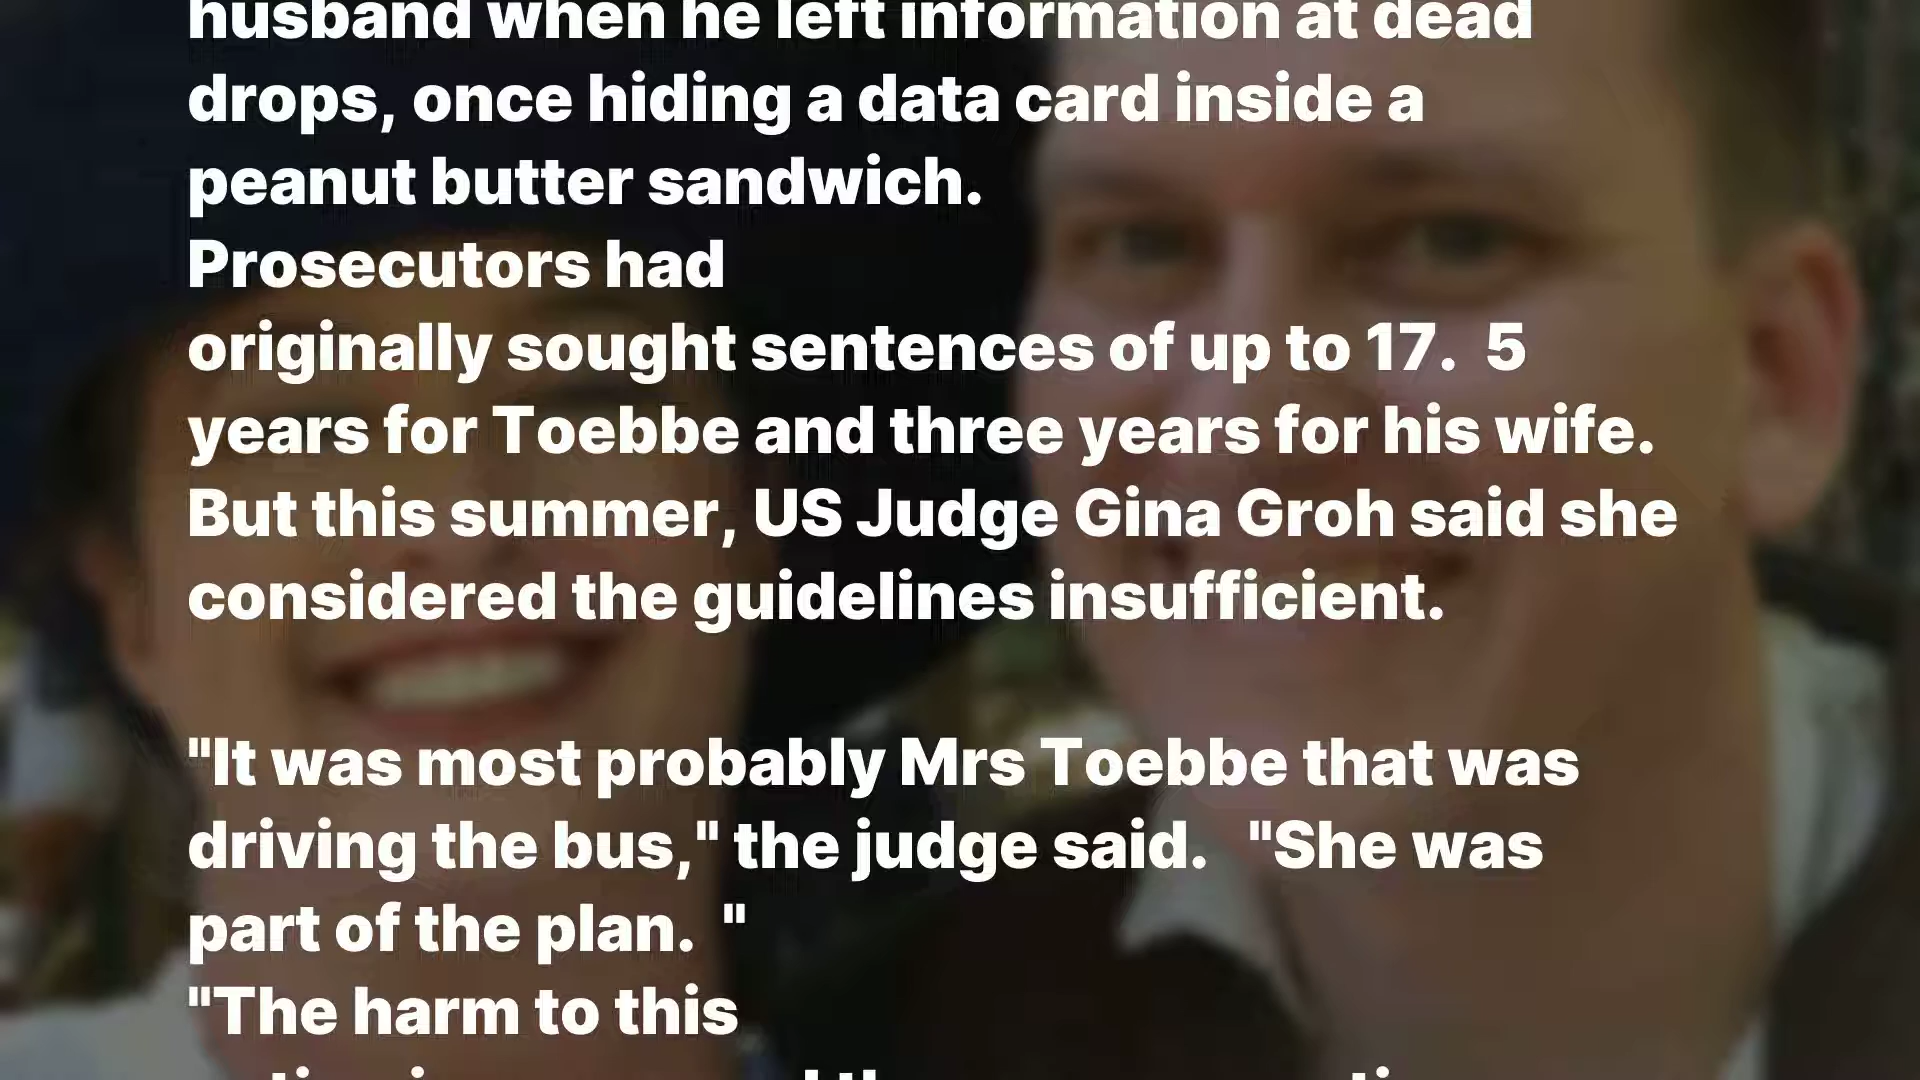 husband when he left information at dead
drops, once hiding a data card inside a
peanut butter sandwich.
Prosecutors had
originally sought sentences of up to 17.  5
years for Toebbe and three years for his wife.
But this summer, US Judge Gina Groh said she
considered the guidelines insufficient.
"It was most probably Mrs Toebbe that was
driving the bus," the judge said.  "She was
part of the plan.  "
"The harm to this